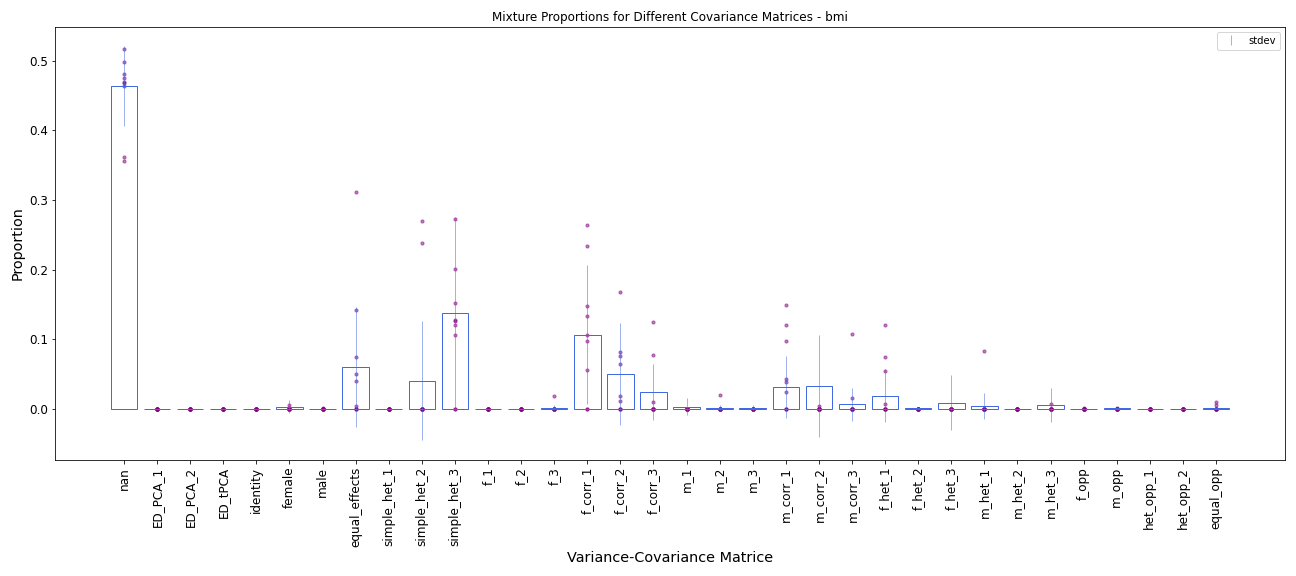 Mixture Proportions for Different Covariance Matrices - bmi
stdev
Proportion
0.5
0.4
0.3
0.2
0.1
0.0
nan
ED_PCA_1
ED_PCA_2
ED_tPCA
identity
female
male
equal_effects
simple_het_1
simple_het_2
simple_het_3
f_1
f_2
f_3
f_corr_1
f_corr_2
f_corr_3
m_1
m_2
m_3
m_corr_1
m_corr_2
m_corr_3
f_het_1
f_het_2
f_het_3
m_het_1
m_het_2
m_het_3
f_opp
m_opp
het_opp_1
het_opp_2
equal_opp
Variance-Covariance Matrice